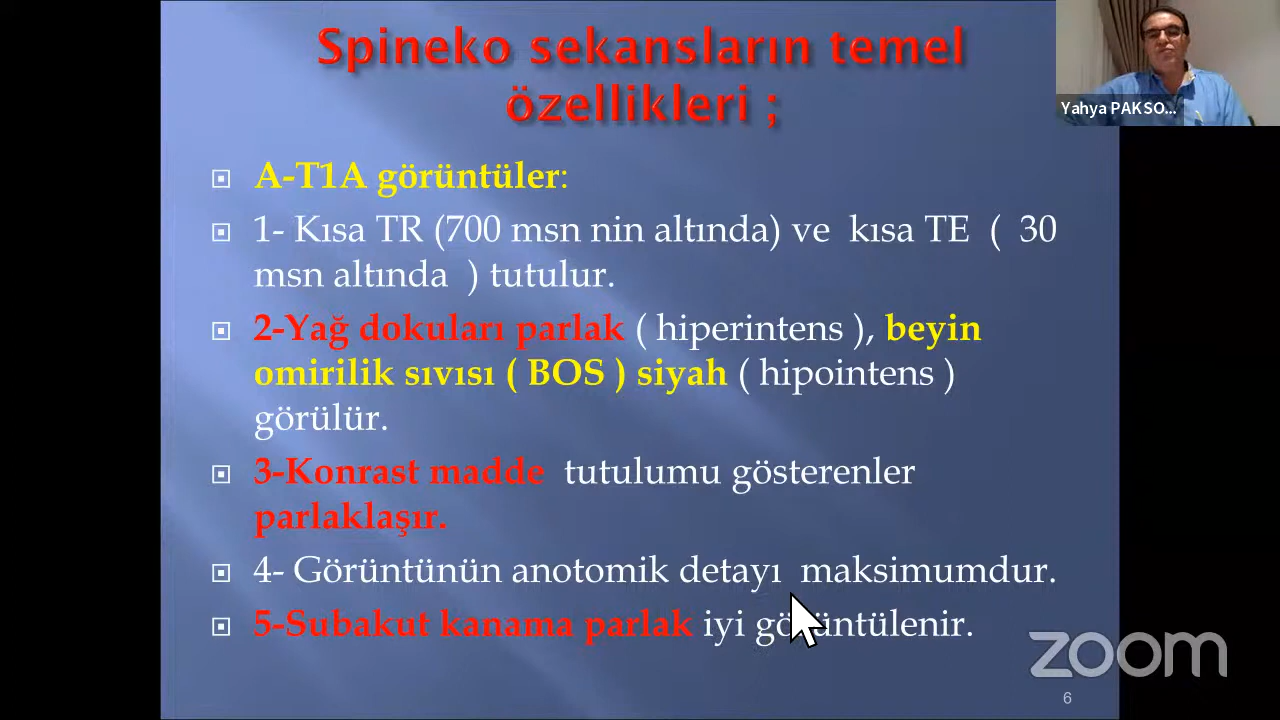 Spineko sekansların temel
özellikleri ;
Yahya PAKSO...
A-T1A görüntüler:
1- Kısa TR (700 msn nin altında) ve kısa TE ( 30
msn altında ) tutulur.
2-Yağ dokuları parlak ( hiperintens ), beyin
omirilik sıvısı ( BOS ) siyah ( hipointens )
görülür.
3-Konrast madde tutulumu gösterenler
parlaklaşır.
4- Görüntünün anotomik detayı maksimumdur.
5-Subakut kanama parlak iyi görüntülenir.
zoom
6